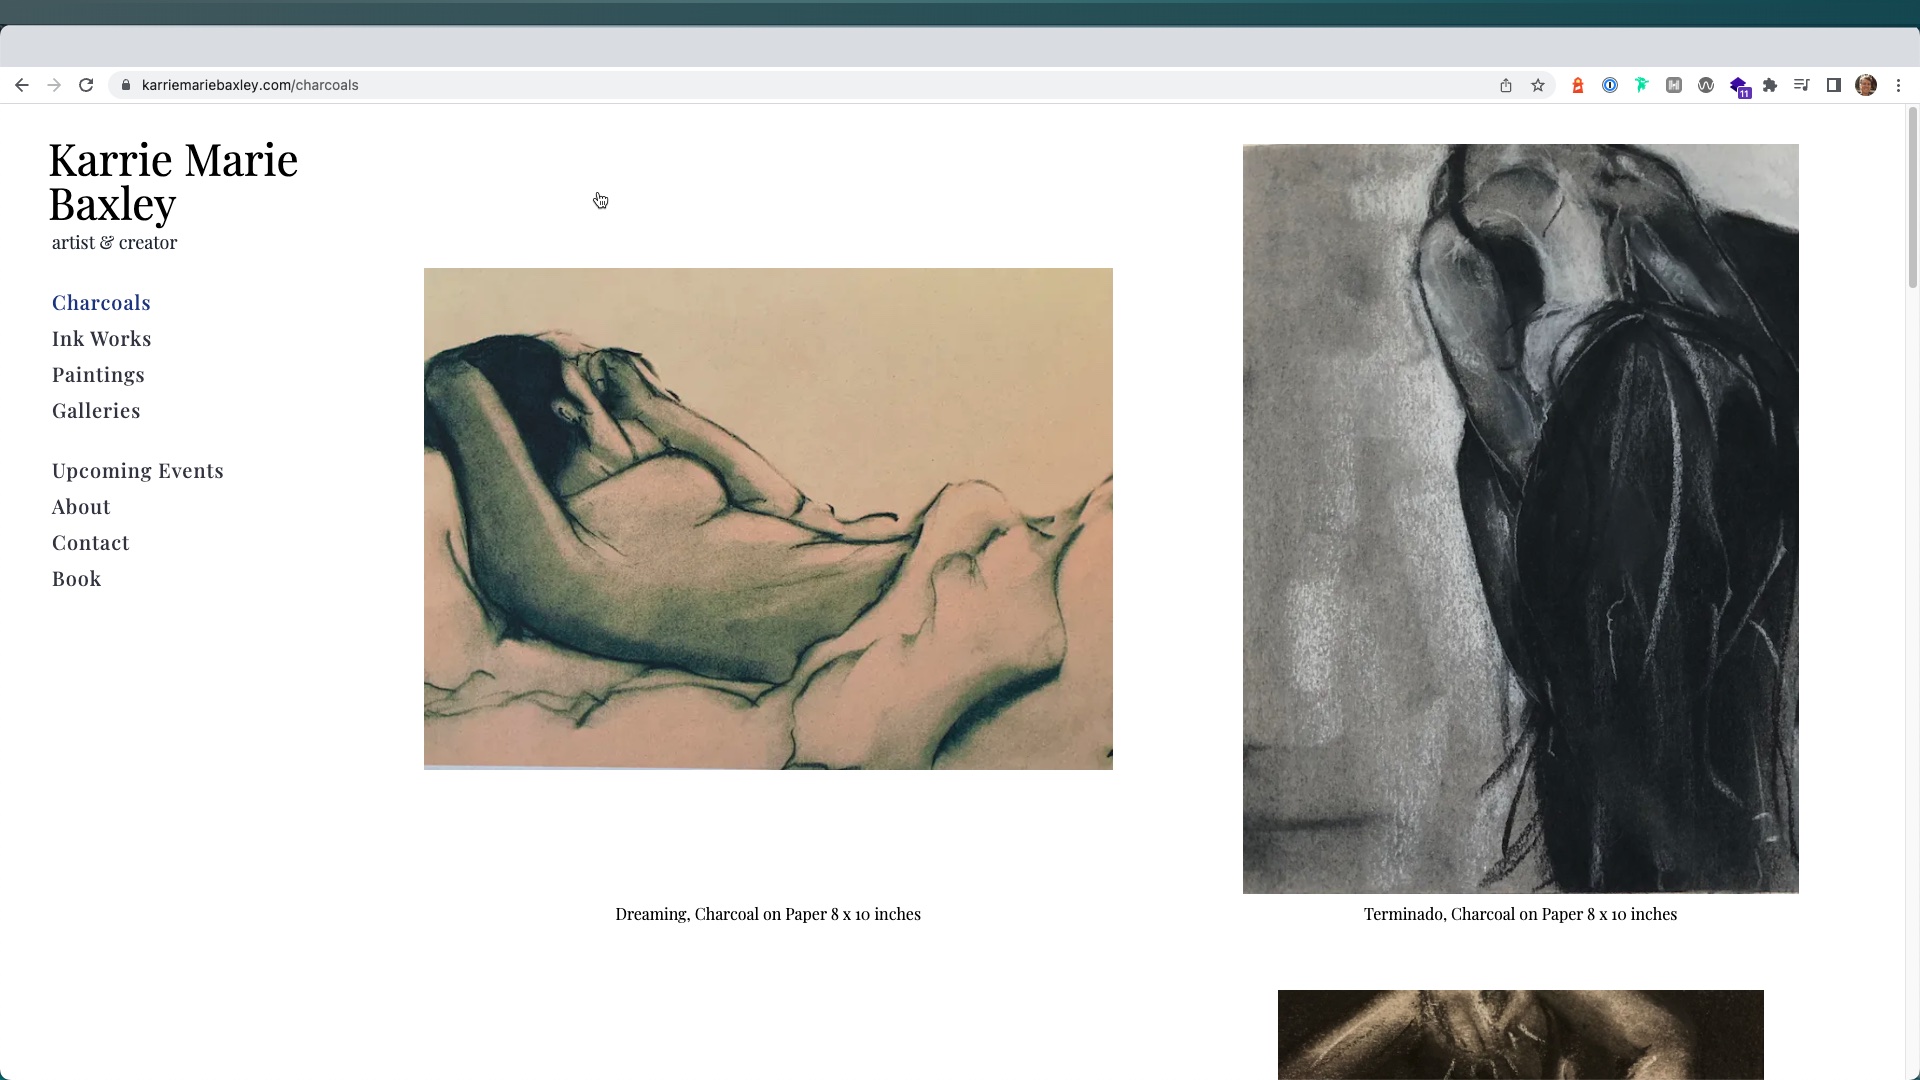 karriemariebaxley.com/charcoals
11
Karrie Marie
Baxley
artist & creator
Charcoals
Ink Works
Paintings
Galleries
Upcoming Events
About
Contact
Book
Dreaming, Charcoal on Paper 8 x 10 inches
Terminado, Charcoal on Paper 8 x 10 inches